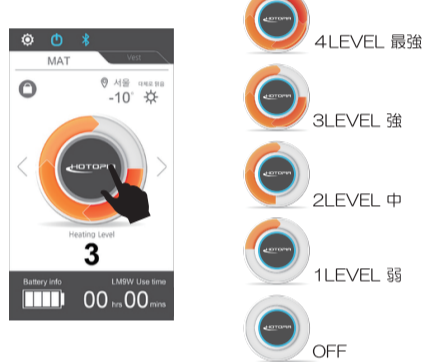 MAT
Vest
서울
-10°
HOTOPIA
Heating Level
3
Battery info
LM9W Use time
00 hrs 00 mins
HOTOPIA
4LEVEL 最強
HOTOPIA
3LEVEL 強
HOTOPIA
2LEVEL 中
HOTOPIA
1LEVEL 弱
HOTOPIA
OFF